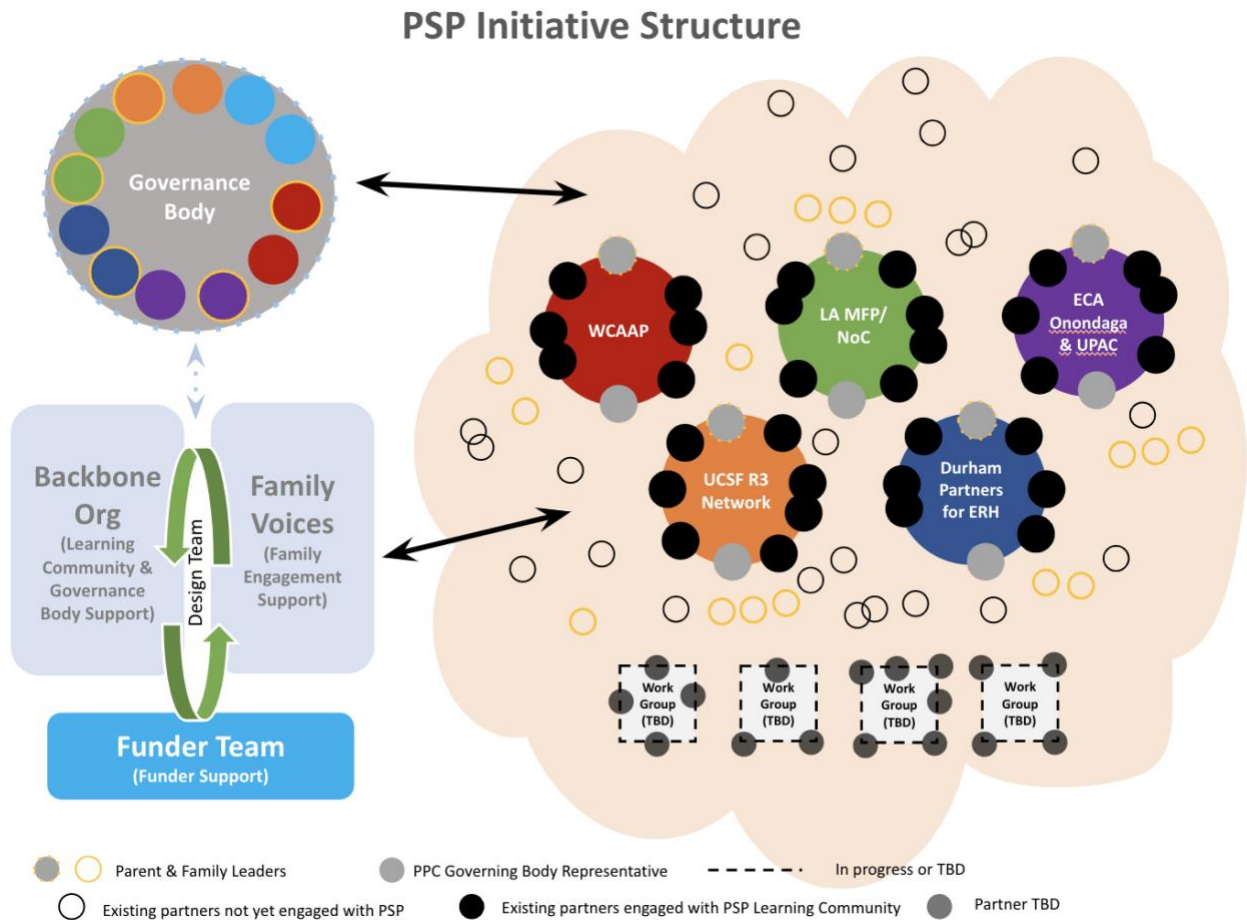 PSP Initiative Structure
Governance
Body
WCAAP
LA MFP/
NoC
ECA
Onondaga
& UPAC
UCSF R3
Network
Durham
Partners
for ERH
Backbone
Org
(Learning
Community &
Governance
Body Support)
Design Team
Family
Voices
(Family
Engagement
Support)
Funder Team
(Funder Support)
Work
Group
(TBD)
Work
Group
(TBD)
Work
Group
(TBD)
Work
Group
(TBD)
Parent & Family Leaders
PPC Governing Body Representative
In progress or TBD
Existing partners not yet engaged with PSP
Existing partners engaged with PSP Learning Community
Partner TBD